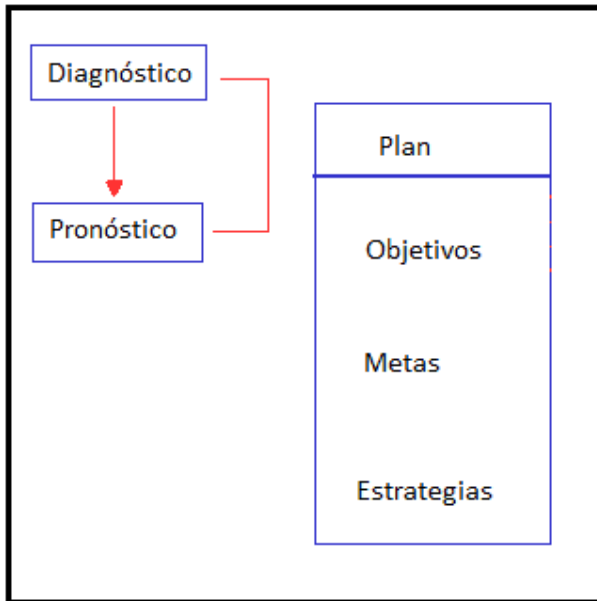 Diagnóstico
Pronóstico
Plan
Objetivos
Metas
Estrategias